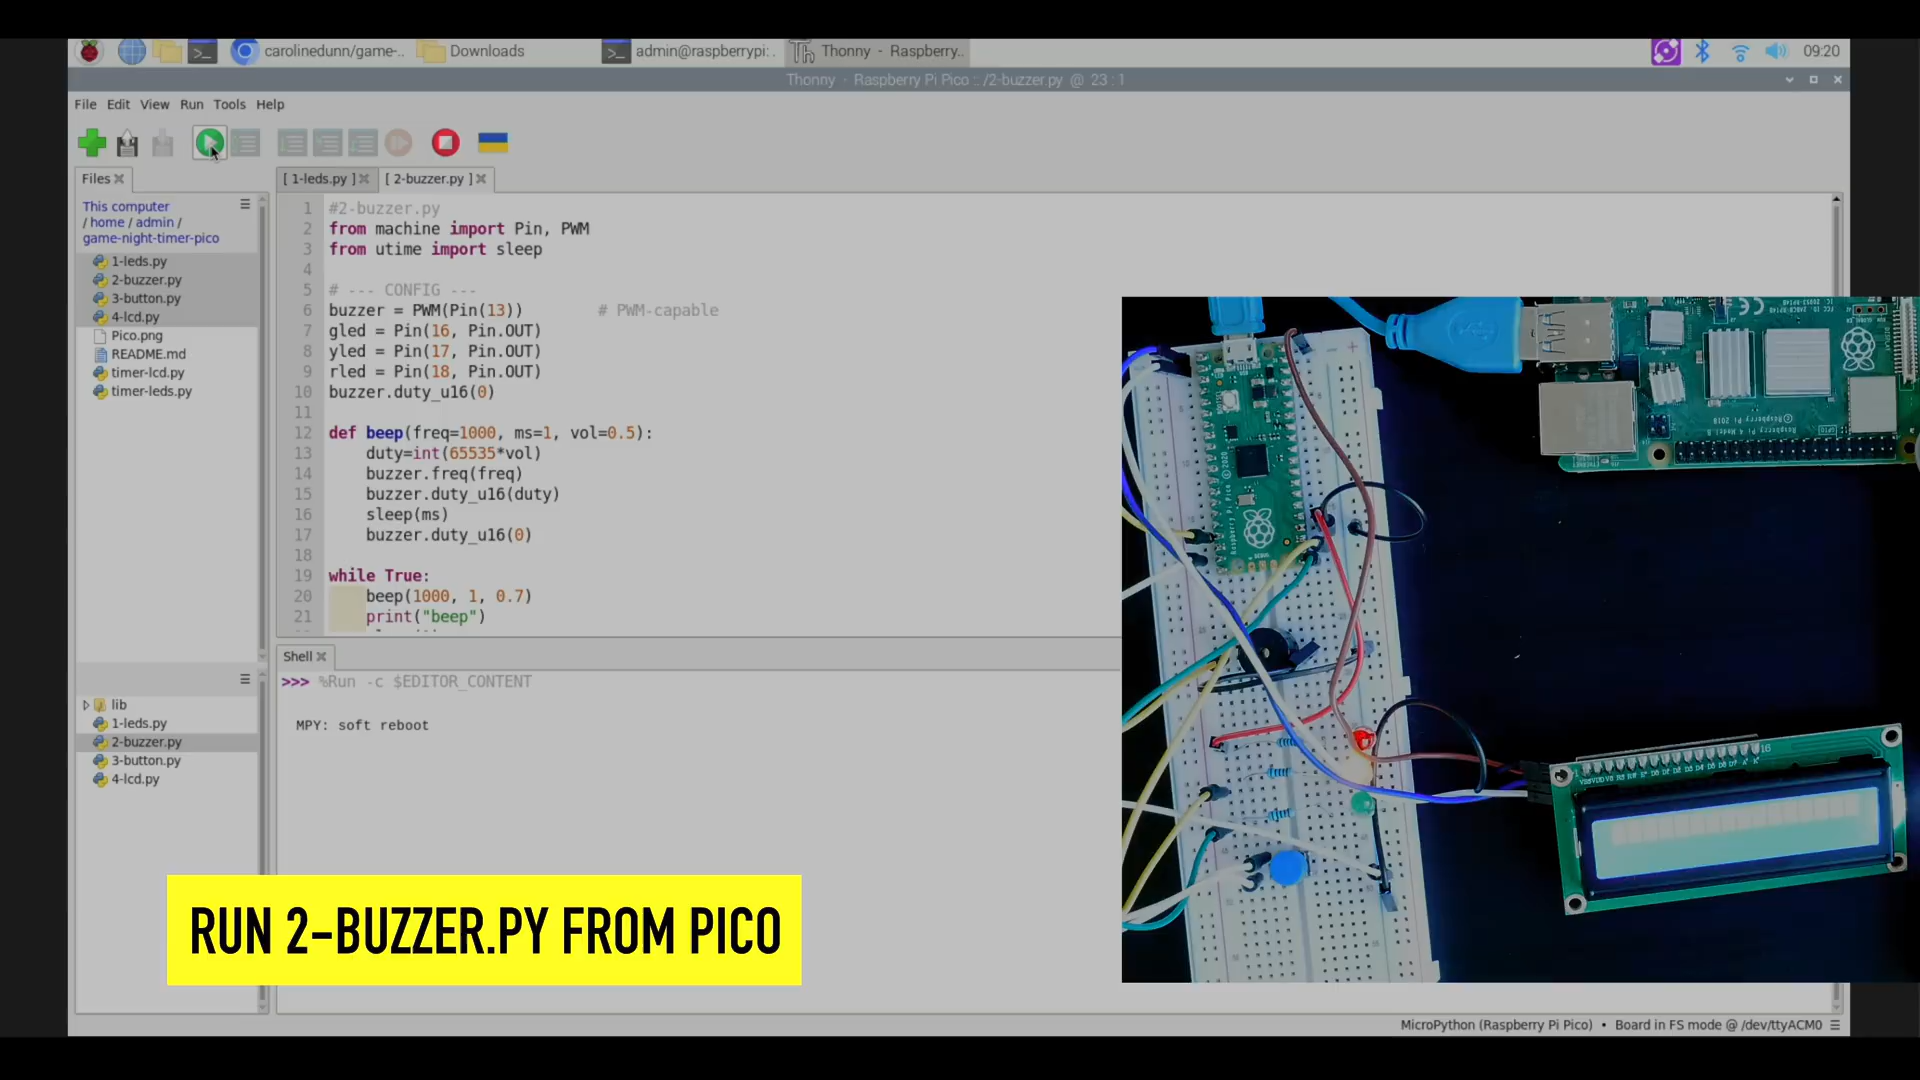 carolinedunn/game-..
Downloads
admin@raspberrypi:..
Thonny - Raspberry..
09:20
Thonny - Raspberry Pi Pico :: /2-buzzer.py @ 23 : 1
File Edit View Run Tools Help
Files
[ 1-leds.py ]
[ 2-buzzer.py ]
This computer
/ home / admin /
game-night-timer-pico
1-leds.py
2-buzzer.py
3-button.py
4-lcd.py
Pico.png
README.md
timer-lcd.py
timer-leds.py
lib
1-leds.py
2-buzzer.py
3-button.py
4-lcd.py
1 #2-buzzer.py
2 from machine import Pin, PWM
3 from utime import sleep
4
5 # --- CONFIG ---
6 buzzer = PWM(Pin(13)) # PWM-capable
7 gled = Pin(16, Pin.OUT)
8 yled = Pin(17, Pin.OUT)
9 rled = Pin(18, Pin.OUT)
10 buzzer.duty_u16(0)
11
12 def beep(freq=1000, ms=1, vol=0.5):
13 duty=int(65535*vol)
14 buzzer.freq(freq)
15 buzzer.duty_u16(duty)
16 sleep(ms)
17 buzzer.duty_u16(0)
18
19 while True:
20 beep(1000, 1, 0.7)
21 print("beep")
Shell
>>> %Run -c $EDITOR_CONTENT
MPY: soft reboot
RUN 2-BUZZER.PY FROM PICO
Raspberry Pi Pico © 2020
MicroPython (Raspberry Pi Pico) • Board in FS mode @ /dev/ttyACM0